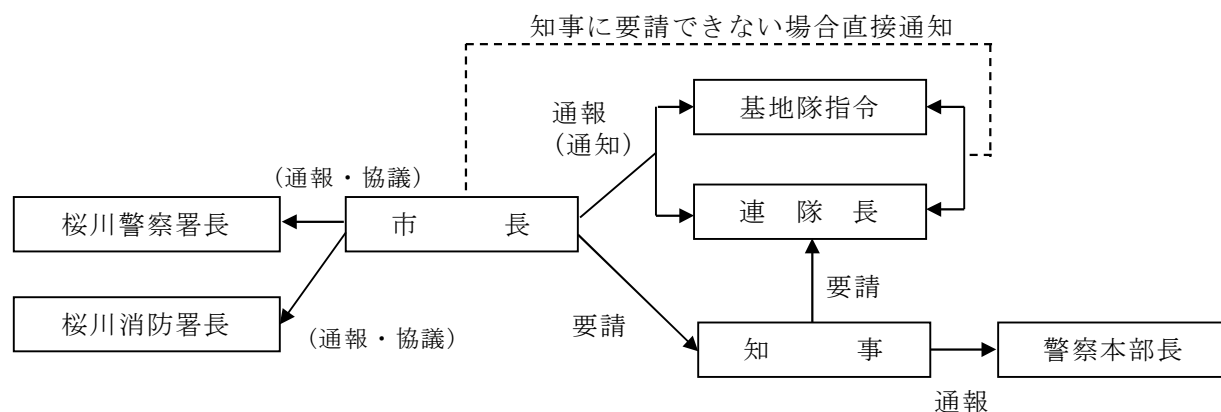 知事に要請できない場合直接通知
基地隊指令
通報
(通知)
(通報・協議)
桜川警察署長
市 長
連 隊 長
桜川消防署長
(通報・協議)
要請
要請
知 事
警察本部長
通報